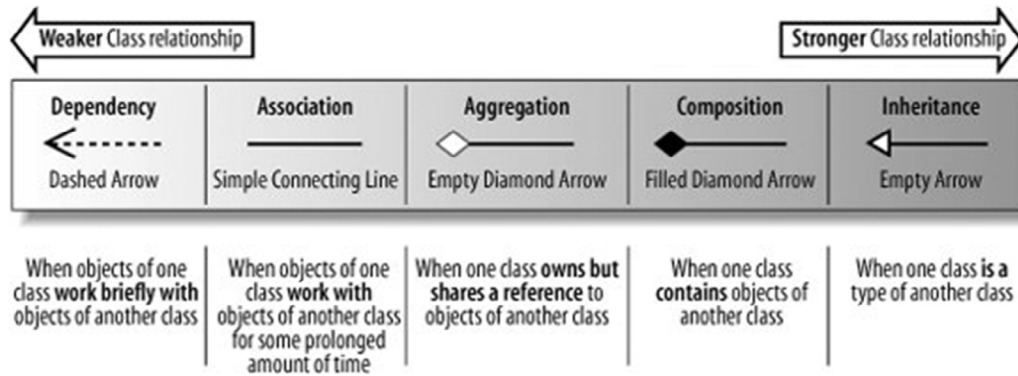 Weaker Class relationship
Stronger Class relationship
Dependency
Dashed Arrow
Association
Simple Connecting Line
Aggregation
Empty Diamond Arrow
Composition
Filled Diamond Arrow
Inheritance
Empty Arrow
When objects of one
class work briefly with
objects of another class
When objects of one
class work with
objects of another class
for some prolonged
amount of time
When one class owns but
shares a reference to
objects of another class
When one class
contains objects of
another class
When one class is a
type of another class